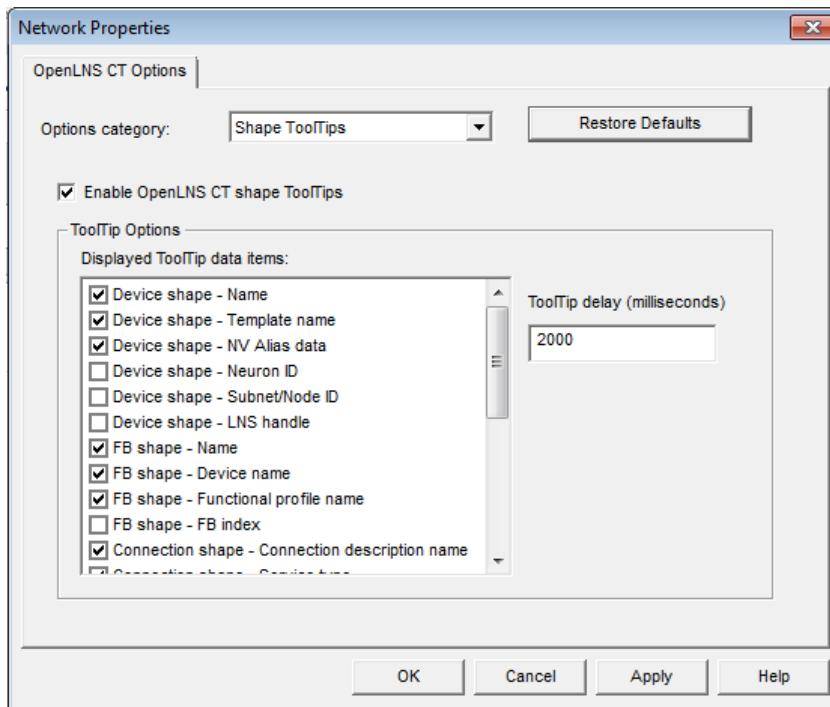 Network Properties
OpenLNS CT Options
Options category:
Shape ToolTips
Restore Defaults
Enable OpenLNS CT shape ToolTips
ToolTip Options
Displayed ToolTip data items:
Device shape - Name
Device shape - Template name
Device shape - NV Alias data
Device shape - Neuron ID
Device shape - Subnet/Node ID
Device shape - LNS handle
FB shape - Name
FB shape - Device name
FB shape - Functional profile name
FB shape - FB index
Connection shape - Connection description name
Connection shape - Service type
ToolTip delay (milliseconds)
2000
OK
Cancel
Apply
Help